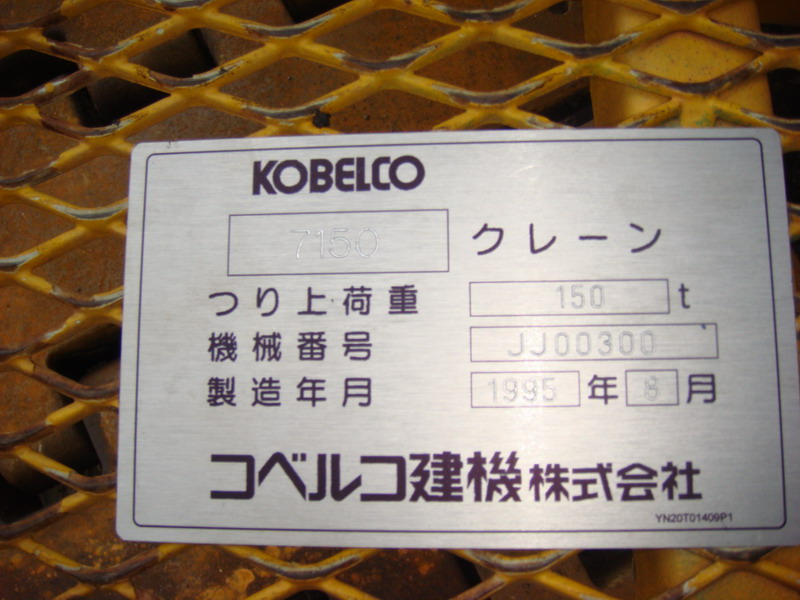 KOBELCO
7150 クレーン
つり上荷重 150 t
機械番号 JJ00300
製造年月 1995 年 8 月
コベルコ建機株式会社
YN20T01409P1